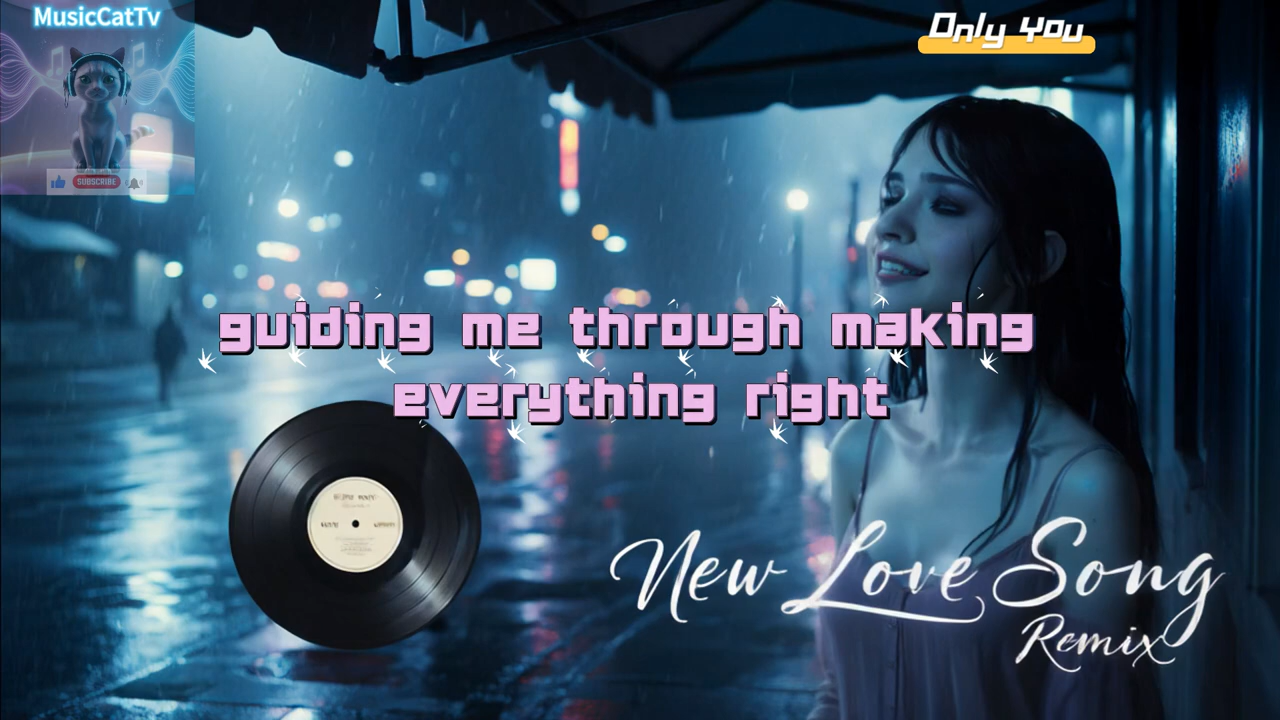 MusicCatTv
Only You
SUBSCRIBE
guiding me through making
everything right
New Love Song
Remix